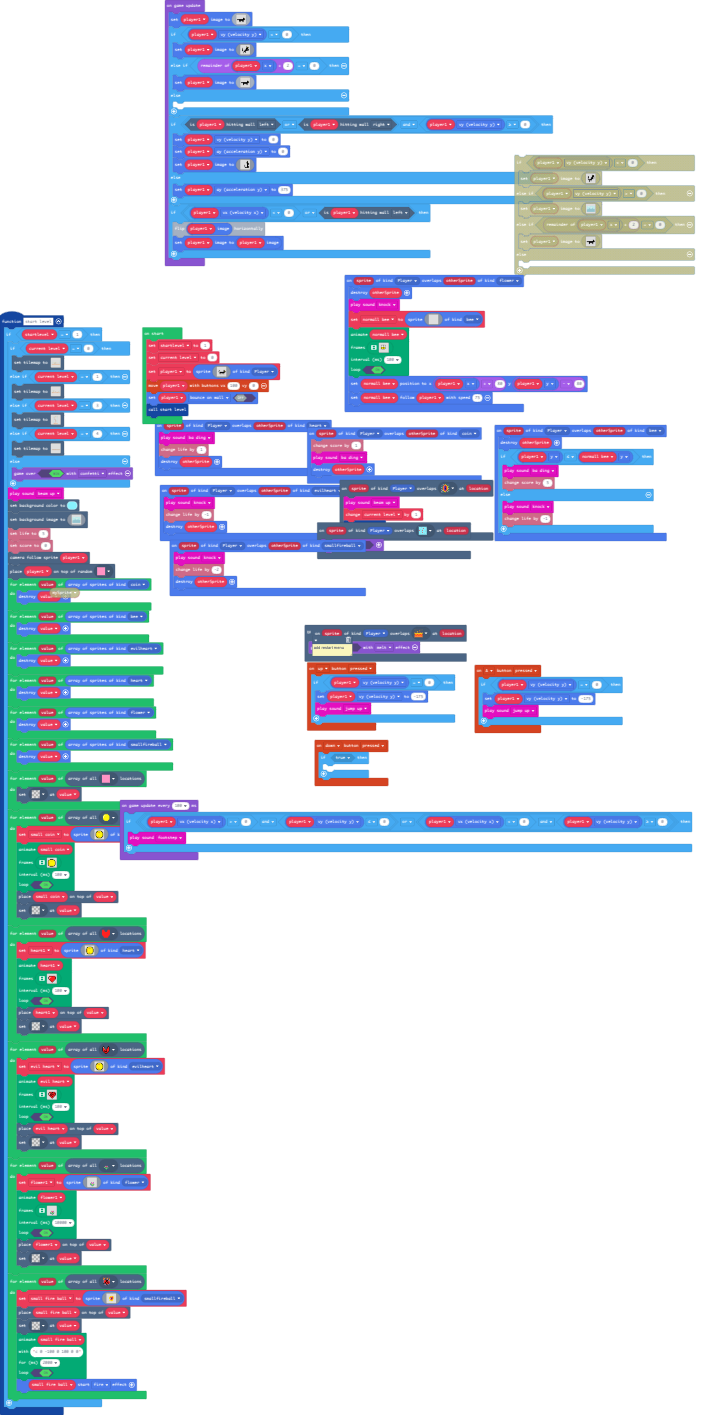 on game update
set player1 image to
if player1 vy (velocity y) < 0 then
set player1 image to
else if remainder of player1 x ÷ 2 = 0 then
set player1 image to
else
if is player1 hitting wall left or is player1 hitting wall right and player1 vy (velocity y) 0 then
set player1 vy (velocity y) to 0
set player1 ay (acceleration y) to 0
set player1 image to
else
set player1 ay (acceleration y) to 175
if player1 vx (velocity x) < 0 or is player1 hitting wall left then
flip player1 image horizontally
set player1 image to player1 image
if player1 vy (velocity y) < 0 then
set player1 image to
else if player1 vy (velocity y) > 0 then
set player1 image to
else if remainder of player1 x ÷ 2 = 0 then
set player1 image to
else
on sprite of kind Player overlaps otherSprite of kind flower
destroy otherSprite
play sound knock
set normall bee to sprite of kind bee
animate normall bee
frames
interval (ms) 200
loop
set normall bee position to x player1 x + 80 y player1 y - 80
set normall bee follow player1 with speed
function start level
if startlevel = 1 then
if current level = 0 then
set tilemap to
else if current level = 1 then
set tilemap to
else if current level = then
set tilemap to
else if current level = then
set tilemap to
else
game over with confetti effect
play sound beam up
set background color to
set background image to
set life to
set score to 0
camera follow sprite player1
place player1 on top of random
for element value of array of sprites of kind coin
do destroy value
mySprite
for element value of array of sprites of kind bee
do destroy value
for element value of array of sprites of kind evilheart
do destroy value
for element value of array of sprites of kind heart
do destroy value
for element value of array of sprites of kind flower
do destroy value
for element value of array of sprites of kind smallfireball
do destroy value
for element value of array of all locations
do set at value
for element value of array of all
do set small coin to sprite of k
animate small coin
frames
interval (ms) 100
loop
place small coin on top of value
set at value
for element value of array of all locations
do set heart1 to sprite of kind heart
animate heart1
frames
interval (ms) 100
loop
place heart1 on top of value
set at value
for element value of array of all locations
do set evil heart to sprite of kind evilheart
animate evil heart
frames
interval (ms) 100
loop
place evil heart on top of value
set at value
for element value of array of all locations
do set flower1 to sprite of kind flower
animate flower1
frames
interval (ms) 10000
loop
place flower1 on top of value
set at value
for element value of array of all locations
do set small fire ball to sprite of kind smallfireball
place small fire ball on top of value
set at value
animate small fire ball
with "c 0 -100 0 100 0 0"
for (ms) 2000
loop
small fire ball start fire effect
on start
set startlevel to 1
set current level to 0
set player1 to sprite of kind Player
move player1 with buttons vx 100 vy 0
set player1 bounce on wall
call start level
on sprite of kind Player overlaps otherSprite of kind heart
play sound ba ding
change life by 1
destroy otherSprite
on sprite of kind Player overlaps otherSprite of kind coin
change score by 1
play sound ba ding
destroy otherSprite
on sprite of kind Player overlaps otherSprite of kind bee
destroy otherSprite
if player1 y < normall bee y then
play sound ba ding
change score by
else
play sound knock
change life by -1
on sprite of kind Player overlaps otherSprite of kind evilheart
play sound knock
change life by -1
destroy otherSprite
on sprite of kind Player overlaps at location
play sound beam up
change current level to 1
on sprite of kind Player overlaps at location
on sprite of kind Player overlaps otherSprite of kind smallfireball
play sound knock
change life by -2
destroy otherSprite
on sprite of kind Player overlaps at location
with melt effect
on up button pressed
if player1 vy (velocity y) = 0 then
set player1 vy (velocity y) to -175
play sound jump up
on A button pressed
if player1 vy (velocity y) = 0 then
set player1 vy (velocity y) to -175
play sound jump up
on down button pressed
if true then
on game update every 100 ms
if player1 vx (velocity x) > 0 and player1 vy (velocity y) = 0 or player1 vx (velocity x) < 0 and player1 vy (velocity y) = 0 then
play sound footstep